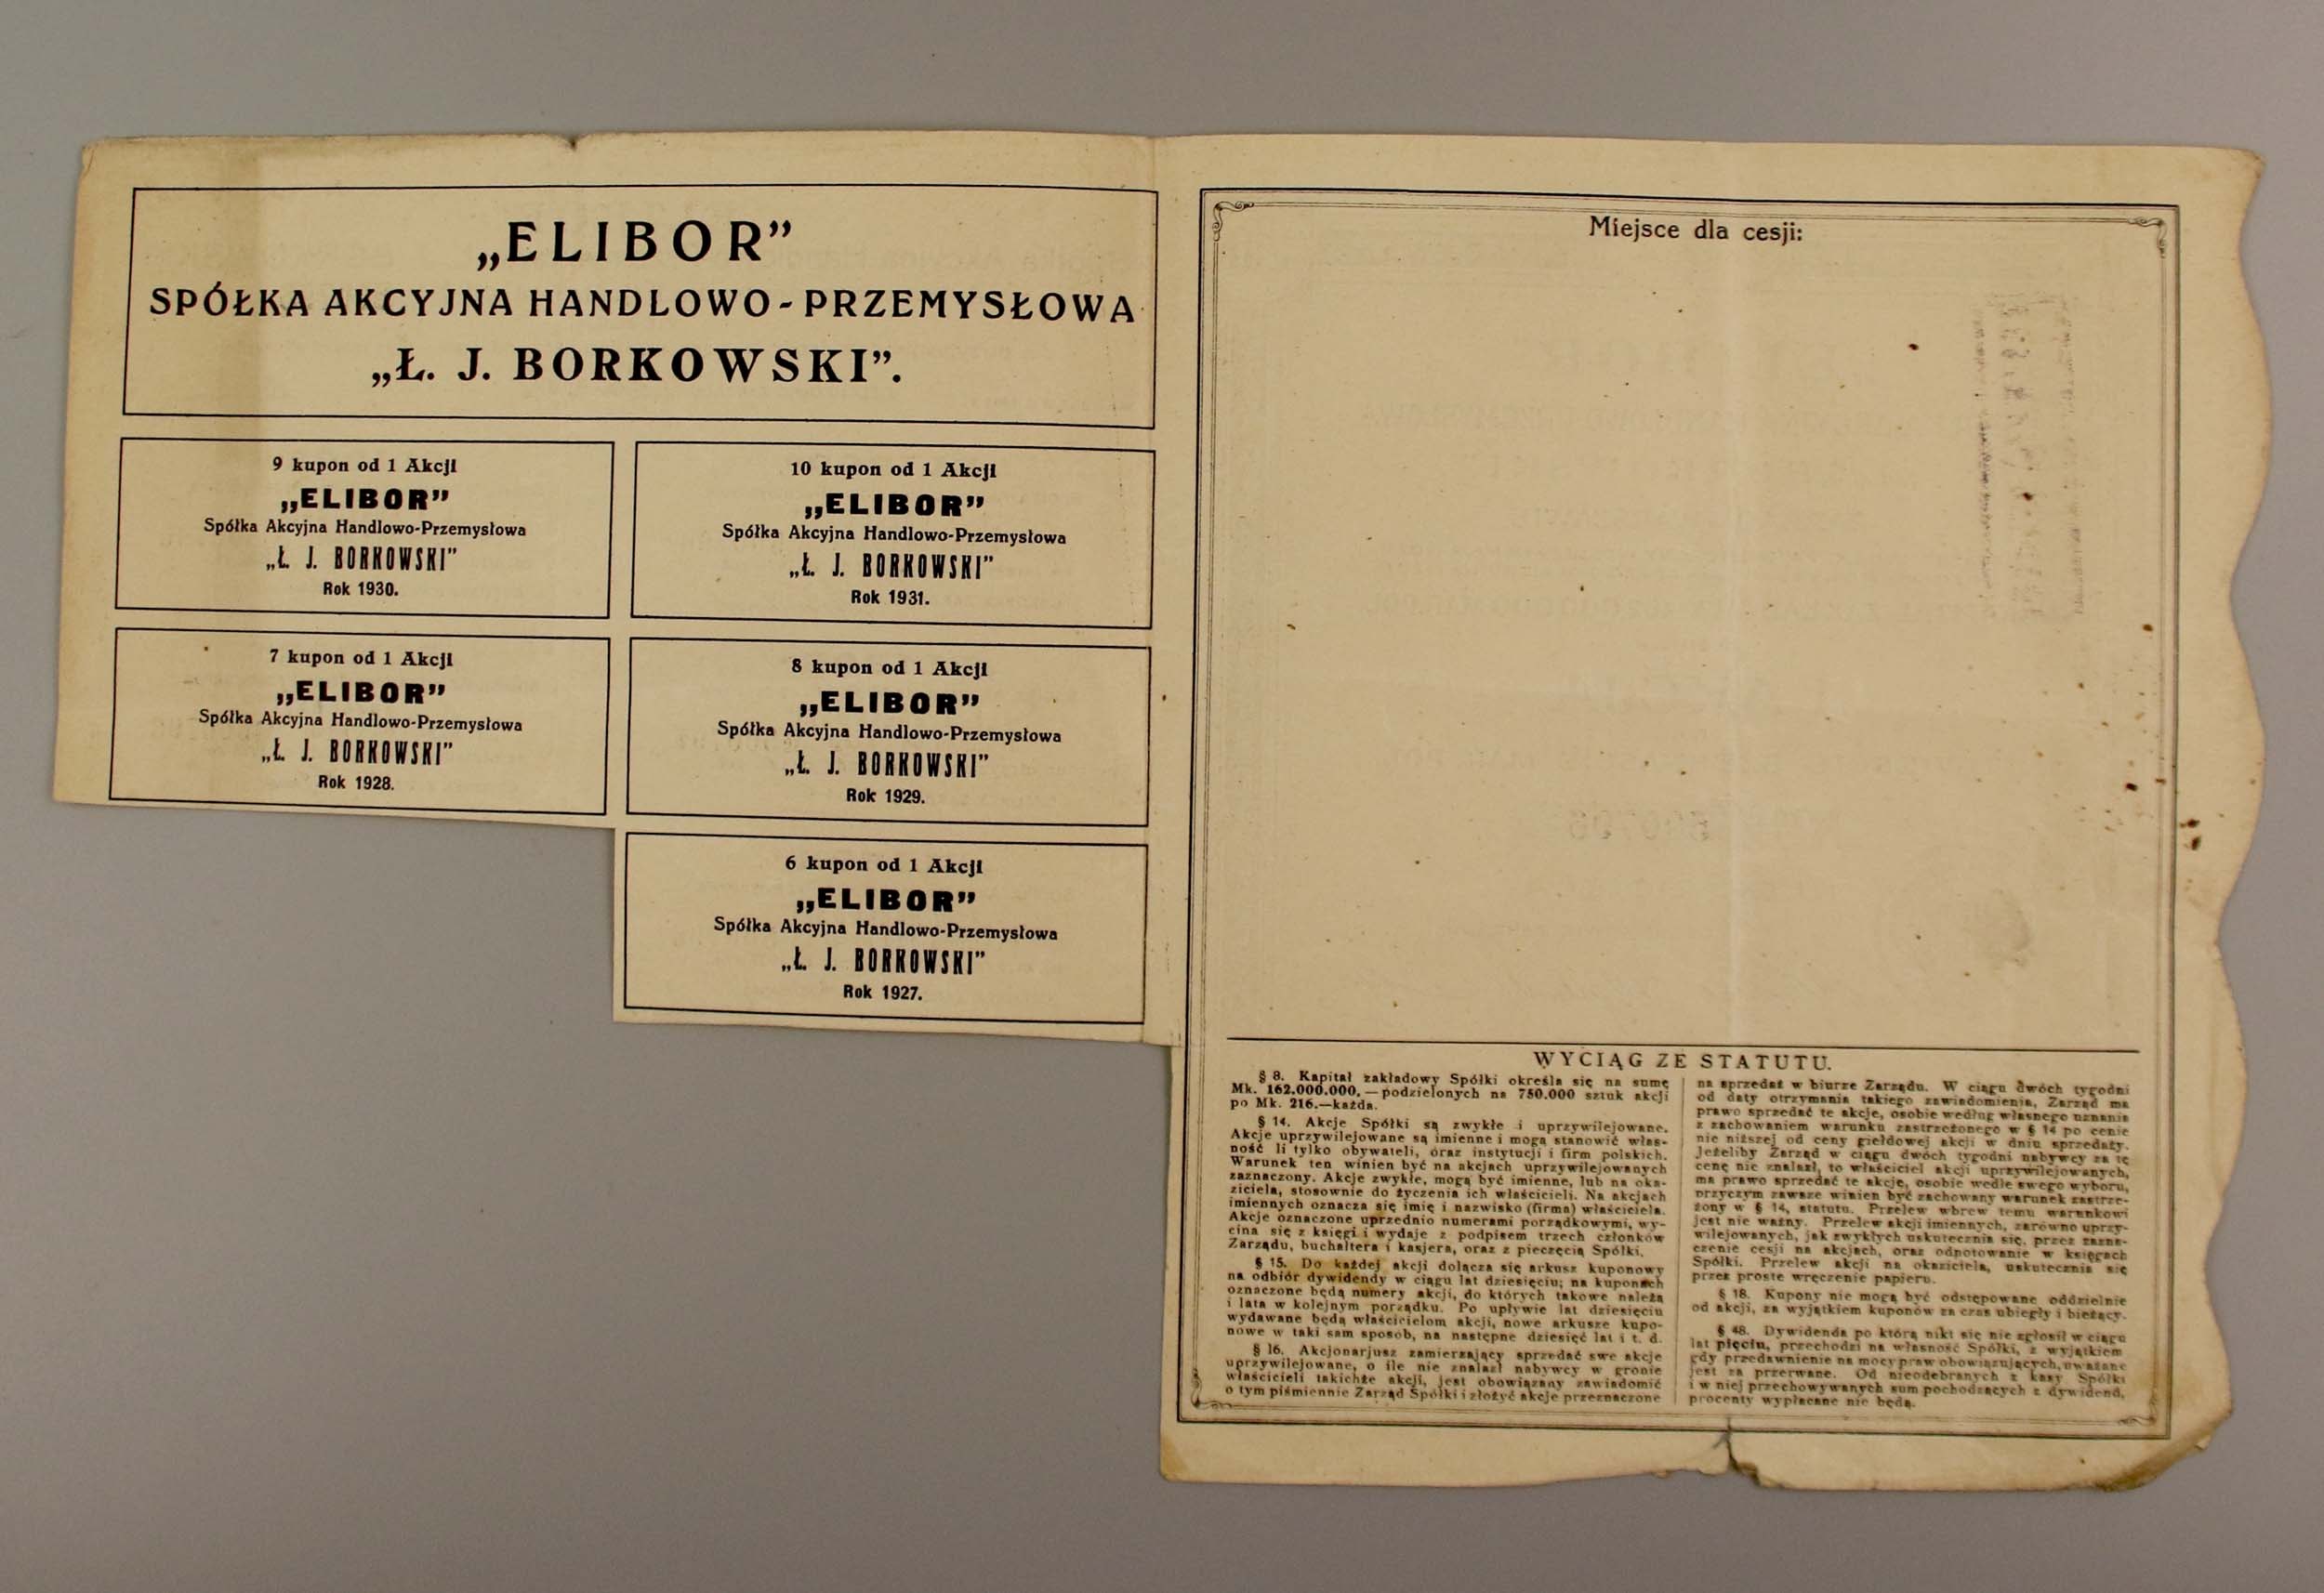 „ELIBOR”
SPÓŁKA AKCYJNA HANDLOWO-PRZEMYSŁOWA
„Ł. J. BORKOWSKI”.
9 kupon od 1 Akcji
„ELIBOR”
Spółka Akcyjna Handlowo-Przemysłowa
„Ł. J. BORKOWSKI”
Rok 1930.
10 kupon od 1 Akcji
„ELIBOR”
Spółka Akcyjna Handlowo-Przemysłowa
„Ł. J. BORKOWSKI”
Rok 1931.
7 kupon od 1 Akcji
„ELIBOR”
Spółka Akcyjna Handlowo-Przemysłowa
„Ł. J. BORKOWSKI”
Rok 1928.
8 kupon od 1 Akcji
„ELIBOR”
Spółka Akcyjna Handlowo-Przemysłowa
„Ł. J. BORKOWSKI”
Rok 1929.
6 kupon od 1 Akcji
„ELIBOR”
Spółka Akcyjna Handlowo-Przemysłowa
„Ł. J. BORKOWSKI”
Rok 1927.
Miejsce dla cesji:
WYCIĄG ZE STATUTU.
§ 8. Kapitał zakładowy Spółki określa się na sumę
Mk. 162.000.000.—podzielonych na 750.000 sztuk akcji
po Mk. 216.—każda.
§ 14. Akcje Spółki są zwykłe i uprzywilejowane.
Akcje uprzywilejowane są imienne i mogą stanowić włas-
ność li tylko obywateli, oraz instytucji i firm polskich.
Warunek ten winien być na akcjach uprzywilejowanych
zaznaczony. Akcje zwykłe, mogą być imienne, lub na oka-
ziciela, stosownie do życzenia ich właścicieli. Na akcjach
imiennych oznacza się imię i nazwisko (firma) właściciela.
Akcje oznaczone uprzednio numerami porządkowymi, wy-
cina się z księgi i wydaje z podpisem trzech członków
Zarządu, buchaltera i kasjera, oraz z pieczęcią Spółki.
§ 15. Do każdej akcji dołącza się arkusz kuponowy
na odbiór dywidendy w ciągu lat dziesięciu; na kuponach
oznaczone będą numery akcji, do których takowe należą
i lata w kolejnym porządku. Po upływie lat dziesięciu
wydawane będą właścicielom akcji, nowe arkusze kupo-
nowe w taki sam sposób, na następne dziesięć lat i t. d.
§ 16. Akcjonarjusz zamierzający sprzedać swe akcje
uprzywilejowane, o ile nie znalazł nabywcy w gronie
właścicieli takichże akcji, jest obowiązany zawiadomić
o tym piśmiennie Zarząd Spółki i złożyć akcje przeznaczone
na sprzedaż w biurze Zarządu. W ciągu dwóch tygodni
od daty otrzymania takiego zawiadomienia, Zarząd ma
prawo sprzedać te akcje, osobie według własnego uznania
z zachowaniem warunku zastrzeżonego w § 14 po cenie
nie niższej od ceny giełdowej akcji w dniu sprzedaży.
Jeżeliby Zarząd w ciągu dwóch tygodni nabywcy za tę
cenę nie znalazł, to właściciel akcji uprzywilejowanych,
ma prawo sprzedać te akcje, osobie wedle swego wyboru,
przyczym zawsze winien być zachowany warunek zastrze-
żony w § 14, statutu. Przelew wbrew temu warunkowi
jest nie ważny. Przelew akcji imiennych, zarówno uprzy-
wilejowanych, jak zwykłych uskutecznia się, przez zazna-
czenie cesji na akcjach, oraz odnotowanie w księgach
Spółki. Przelew akcji na okaziciela, uskutecznia się
przez proste wręczenie papieru.
§ 18. Kupony nie mogą być odstępowane oddzielnie
od akcji, za wyjątkiem kuponów za czas ubiegły i bieżący.
§ 48. Dywidenda po którą nikt się nie zgłosił w ciągu
lat pięciu, przechodzi na własność Spółki, z wyjątkiem
gdy przedawnienie na mocy praw obowiązujących, uważane
jest za przerwane. Od nieodebranych z kasy Spółki
i w niej przechowywanych sum pochodzących z dywidend,
procenty wypłacane nie będą.